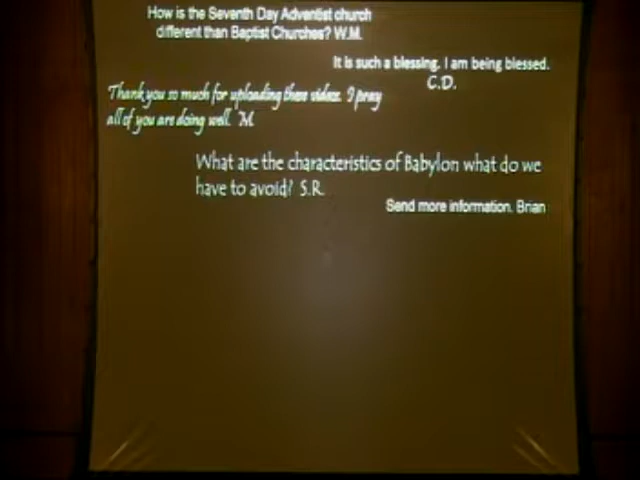 How is the Seventh Day Adventist church
different than Baptist Churches? W.M.
It is such a blessing. I am being blessed.
C.D.
Thank you so much for uploading these videos. I pray
all of you are doing well. M
What are the characteristics of Babylon what do we
have to avoid? S.R.
Send more information. Brian